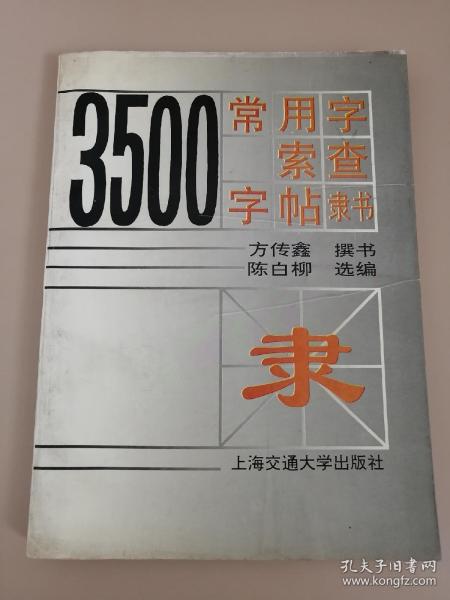 3500
常用字
索查
字帖 隶书
方传鑫 撰书
陈白柳 选编
隶
上海交通大学出版社
孔夫子旧书网
www.kongfz.com